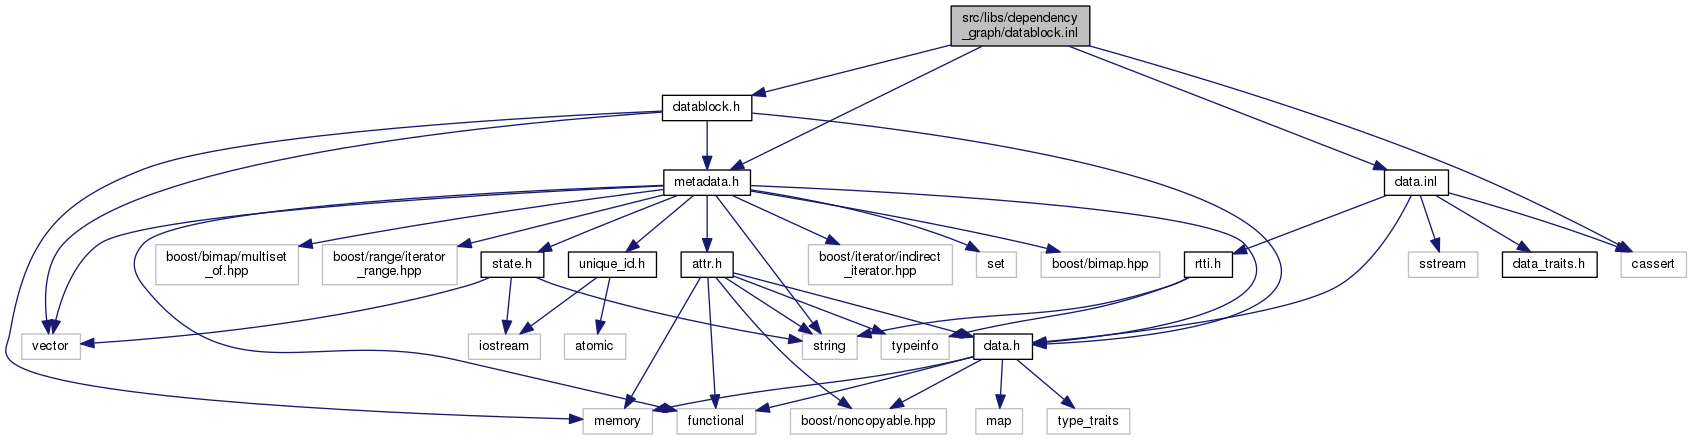 src/libs/dependency
_graph/datablock.inl
datablock.h
metadata.h
data.inl
boost/bimap/multiset
_of.hpp
boost/range/iterator
_range.hpp
state.h
unique_id.h
attr.h
boost/iterator/indirect
_iterator.hpp
set
boost/bimap.hpp
rtti.h
sstream
data_traits.h
cassert
vector
iostream
atomic
string
typeinfo
data.h
memory
functional
boost/noncopyable.hpp
map
type_traits